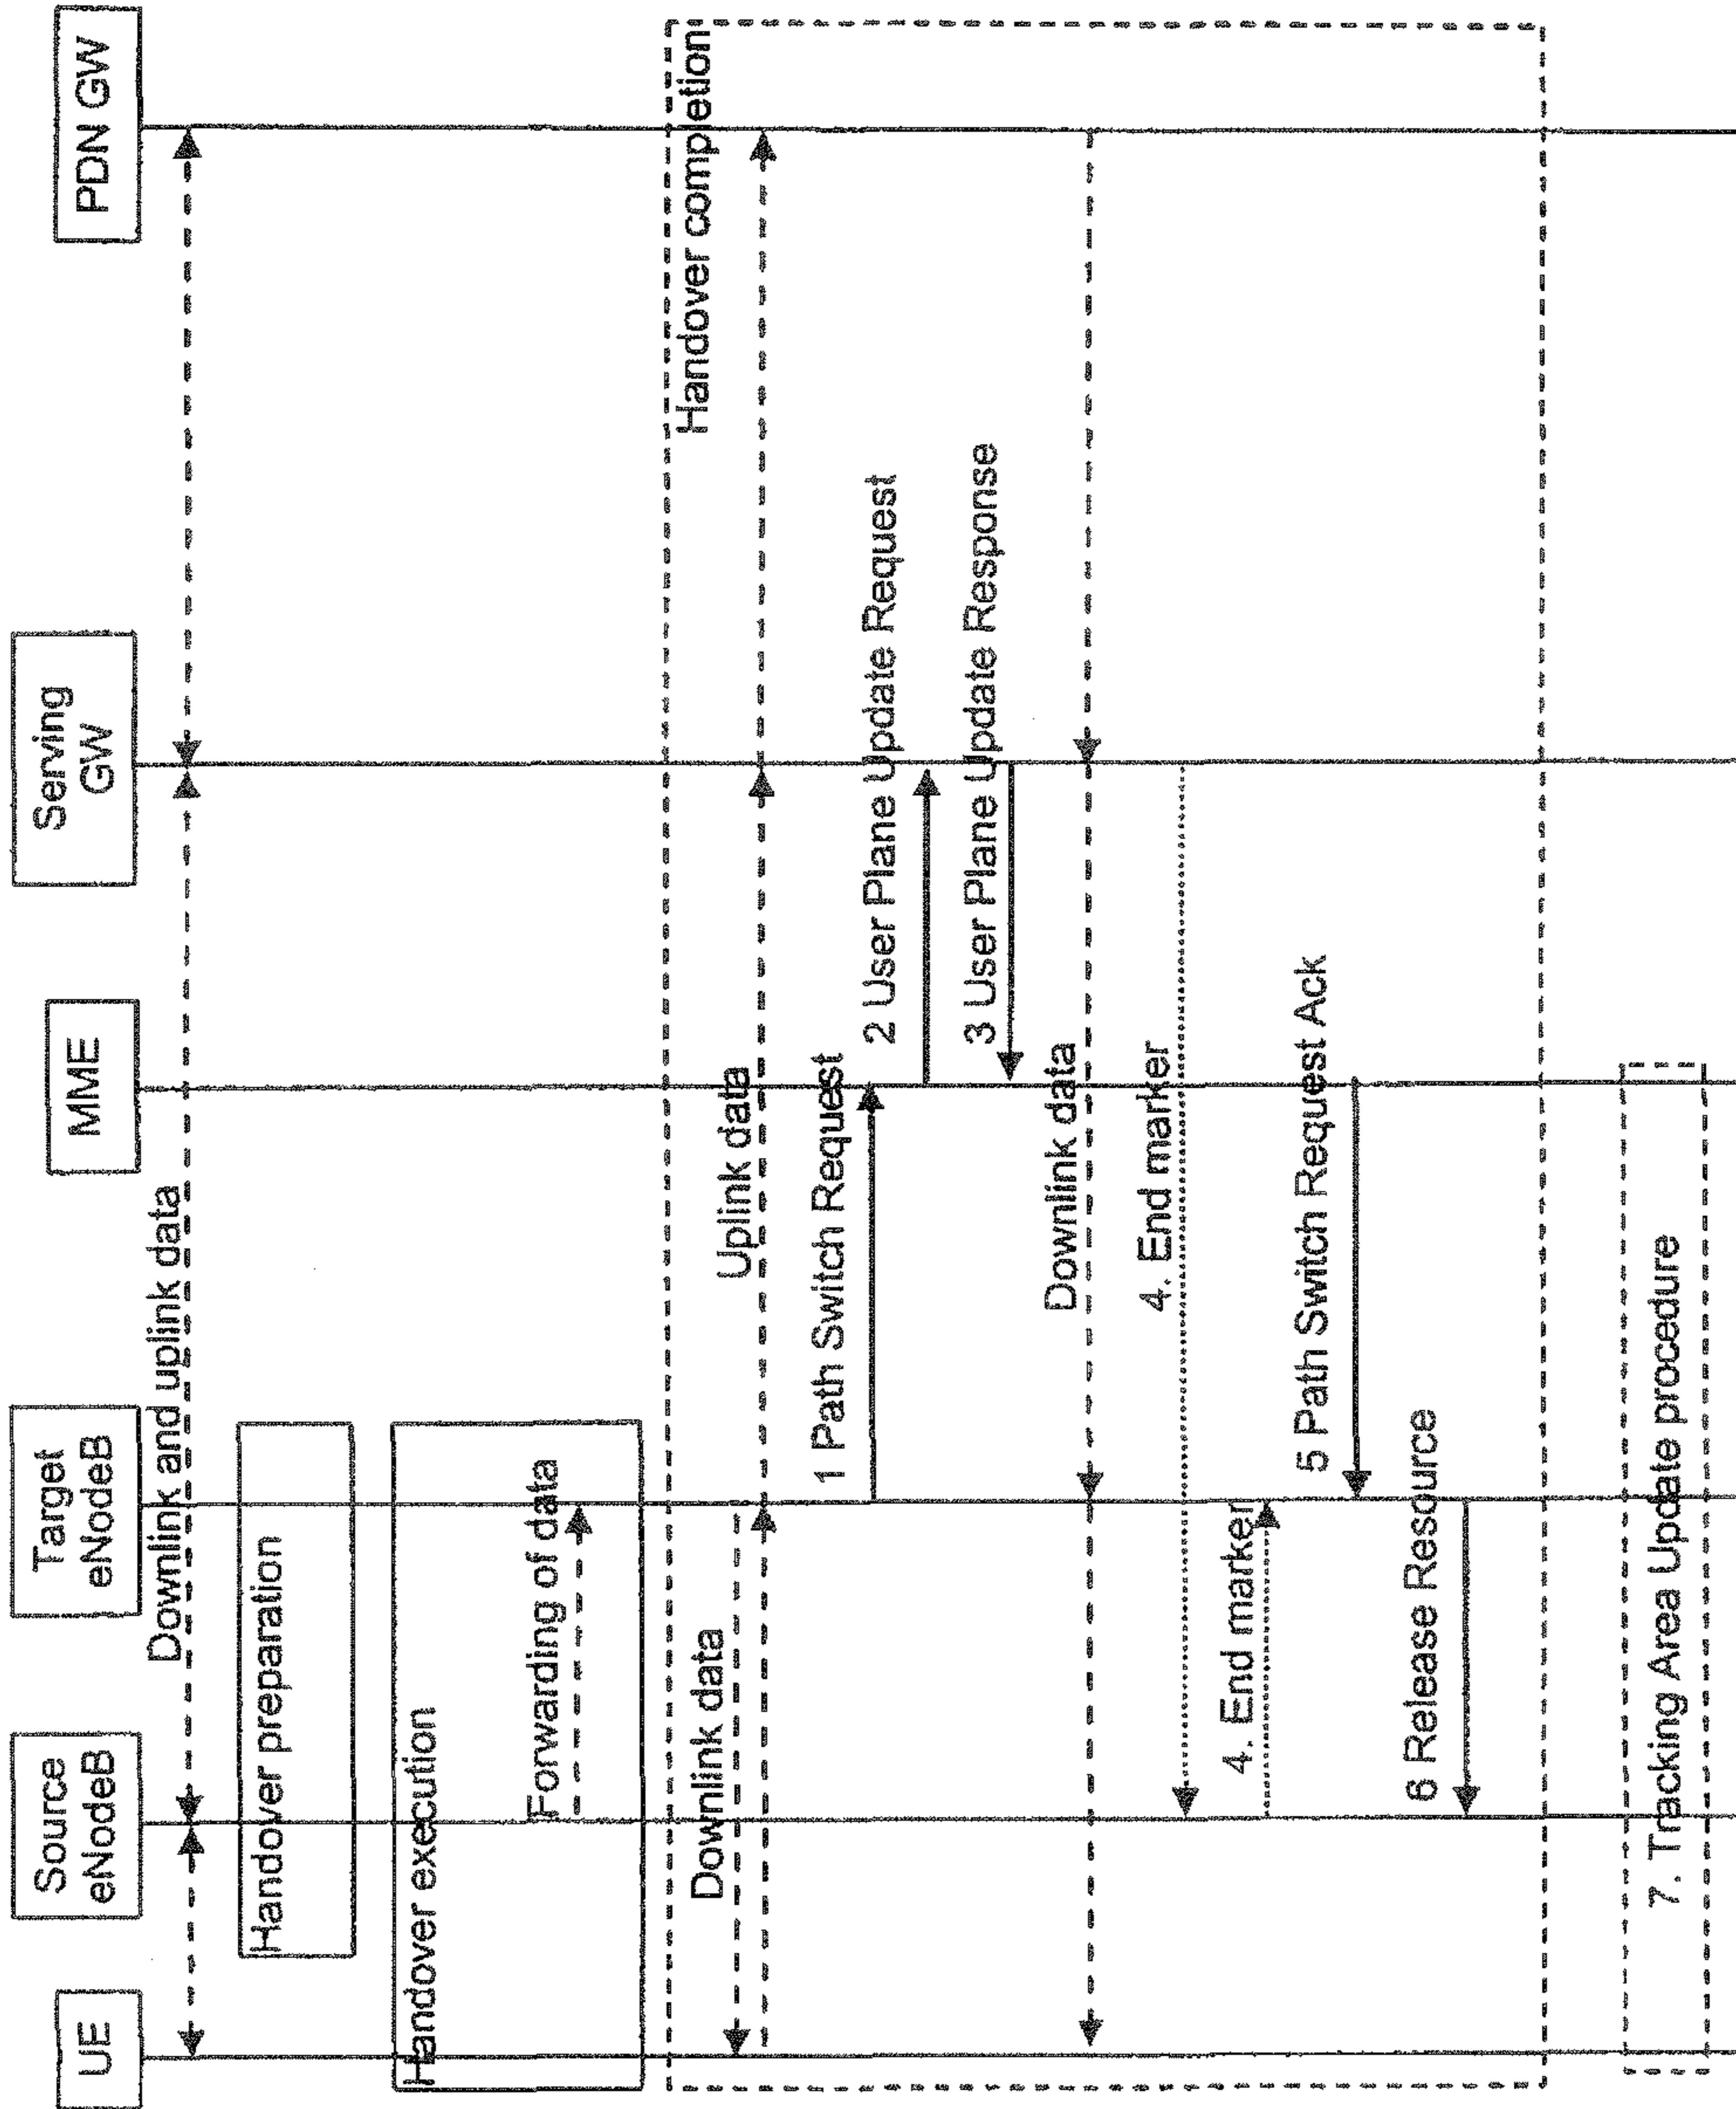 UE
Source
eNodeB
Target
eNodeB
MME
Serving
GW
PDN GW
Downlink and uplink data
Handover preparation
Handover execution
Forwarding of data
Handover completion
Downlink data
Uplink data
1 Path Switch Request
2 User Plane Update Request
3 User Plane Update Response
Downlink data
4. End marker
4. End marker
5 Path Switch Request Ack
6 Release Resource
7. Tracking Area Update procedure